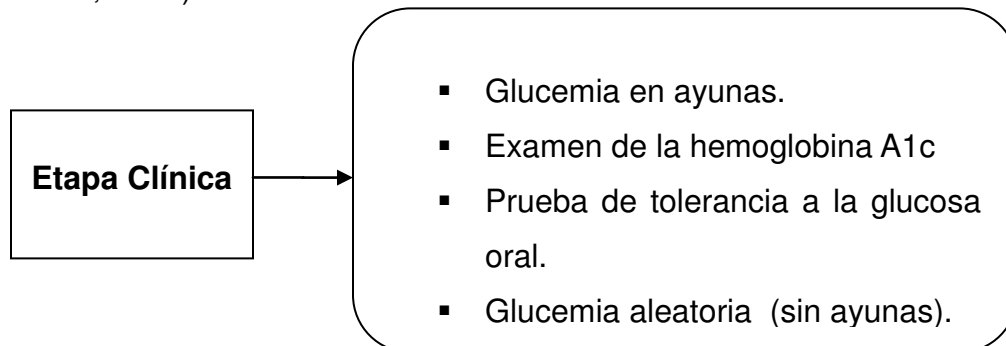 Etapa Clínica
▪ Glucemia en ayunas.
▪ Examen de la hemoglobina A1c
▪ Prueba de tolerancia a la glucosa
oral.
▪ Glucemia aleatoria (sin ayunas).